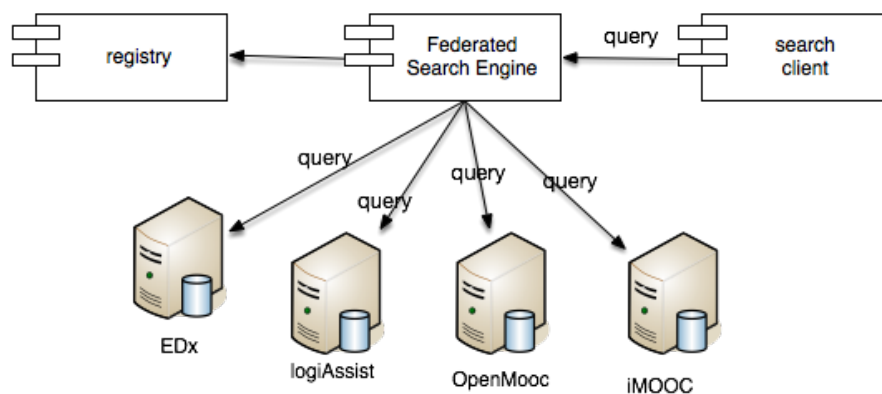 registry
Federated
Search Engine
query
search
client
query
query
query
query
EDx
logiAssist
OpenMooc
iMOOC